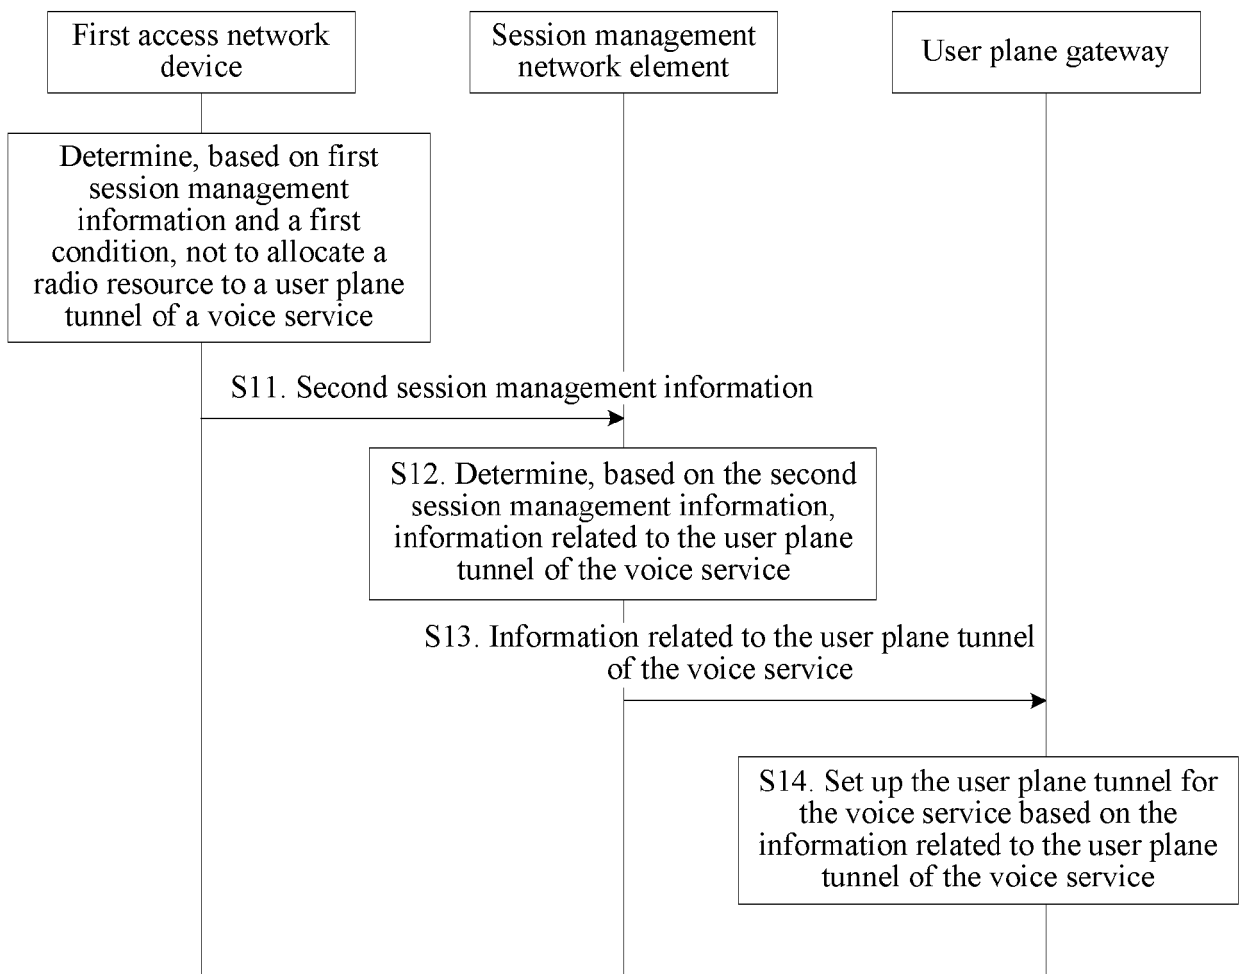 First access network
device
Session management
network element
User plane gateway
Determine, based on first
session management
information and a first
condition, not to allocate a
radio resource to a user plane
tunnel of a voice service
S11. Second session management information
S12. Determine, based on the second
session management information,
information related to the user plane
tunnel of the voice service
S13. Information related to the user plane tunnel
of the voice service
S14. Set up the user plane tunnel for
the voice service based on the
information related to the user plane
tunnel of the voice service